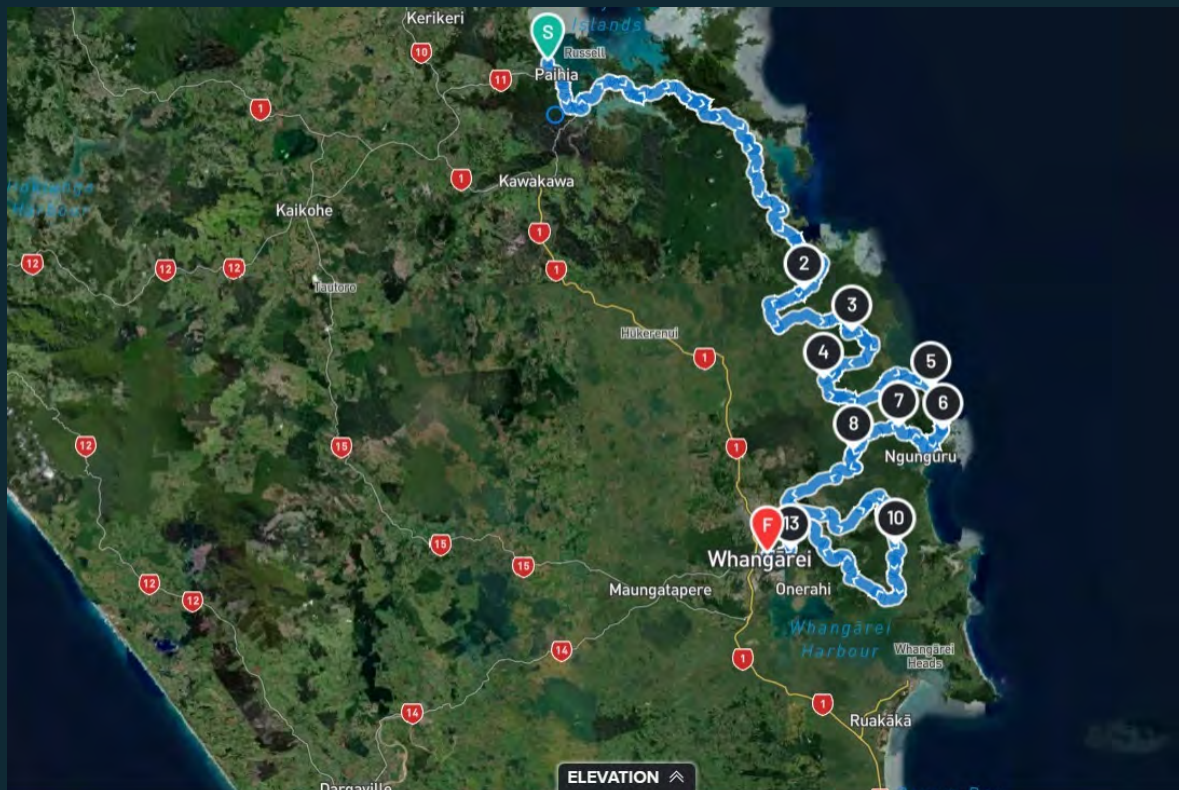 Kerikeri
S
Islands
Russell
10
11
Paihia
1
1
Kawakawa
Kaikohe
1
12
12
12
1
2
Tautoro
3
Hūkerenui
4
1
5
7
6
8
12
15
1
Ngunguru
F
13
10
15
Whangārei
15
12
Maungatapere
Onerahi
12
Whangārei
Harbour
14
1
Whangārei
Heads
1
14
Ruakākā
ELEVATION
Dargaville